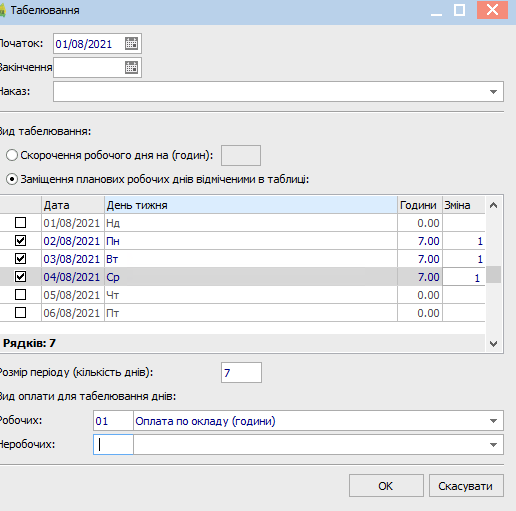 Табелювання
Початок: 01/08/2021
Закінчення
Наказ:
Вид табелювання:
Скорочення робочого дня на (годин):
Заміщення планових робочих днів відміченими в таблиці:
Дата День тижня Години Зміна
01/08/2021 Нд 0.00
02/08/2021 Пн 7.00 1
03/08/2021 Вт 7.00 1
04/08/2021 Ср 7.00 1
05/08/2021 Чт 0.00
06/08/2021 Пт 0.00
Рядків: 7
Розмір періоду (кількість днів): 7
Вид оплати для табелювання днів:
Робочих: 01 Оплата по окладу (години)
Неробочих:
OK Скасувати